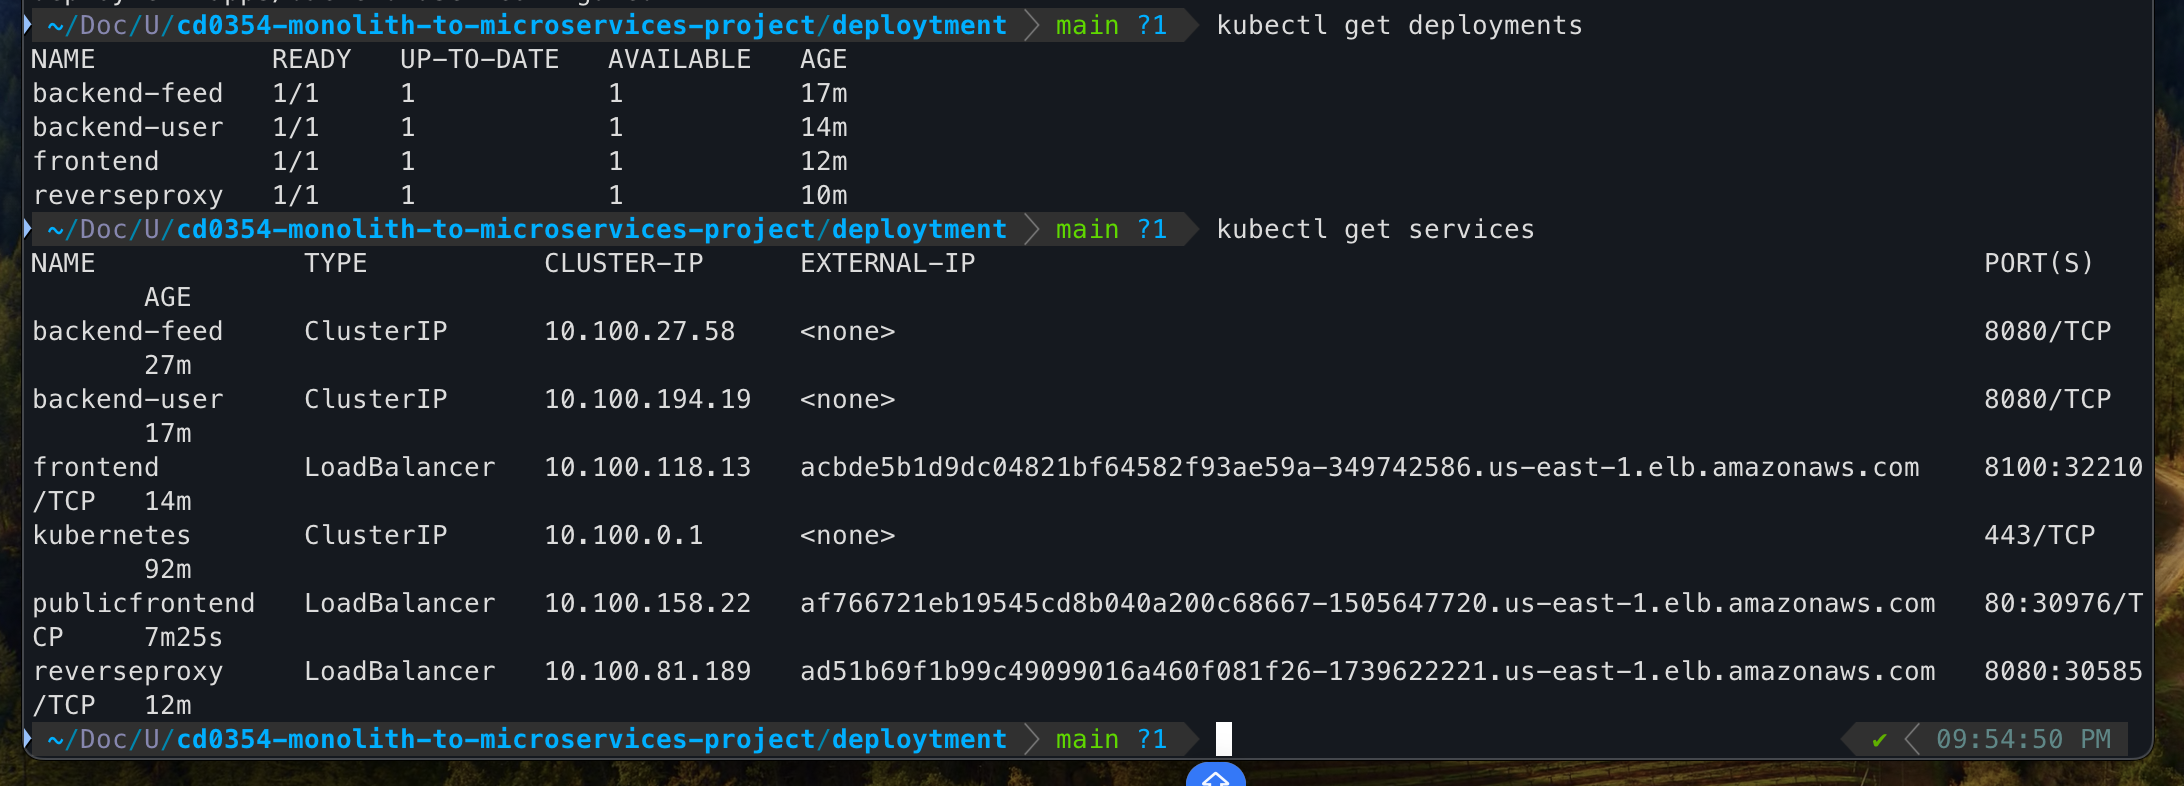 ~/Doc/U/cd0354-monolith-to-microservices-project/deploytment main ?1 kubectl get deployments
NAME READY UP-TO-DATE AVAILABLE AGE
backend-feed 1/1 1 1 17m
backend-user 1/1 1 1 14m
frontend 1/1 1 1 12m
reverseproxy 1/1 1 1 10m
~/Doc/U/cd0354-monolith-to-microservices-project/deploytment main ?1 kubectl get services
NAME TYPE CLUSTER-IP EXTERNAL-IP PORT(S)
AGE
backend-feed ClusterIP 10.100.27.58 <none> 8080/TCP
27m
backend-user ClusterIP 10.100.194.19 <none> 8080/TCP
17m
frontend LoadBalancer 10.100.118.13 acbde5b1d9dc04821bf64582f93ae59a-349742586.us-east-1.elb.amazonaws.com 8100:32210
/TCP 14m
kubernetes ClusterIP 10.100.0.1 <none> 443/TCP
92m
publicfrontend LoadBalancer 10.100.158.22 af766721eb19545cd8b040a200c68667-1505647720.us-east-1.elb.amazonaws.com 80:30976/T
CP 7m25s
reverseproxy LoadBalancer 10.100.81.189 ad51b69f1b99c49099016a460f081f26-1739622221.us-east-1.elb.amazonaws.com 8080:30585
/TCP 12m
~/Doc/U/cd0354-monolith-to-microservices-project/deploytment main ?1 ✔ 09:54:50 PM